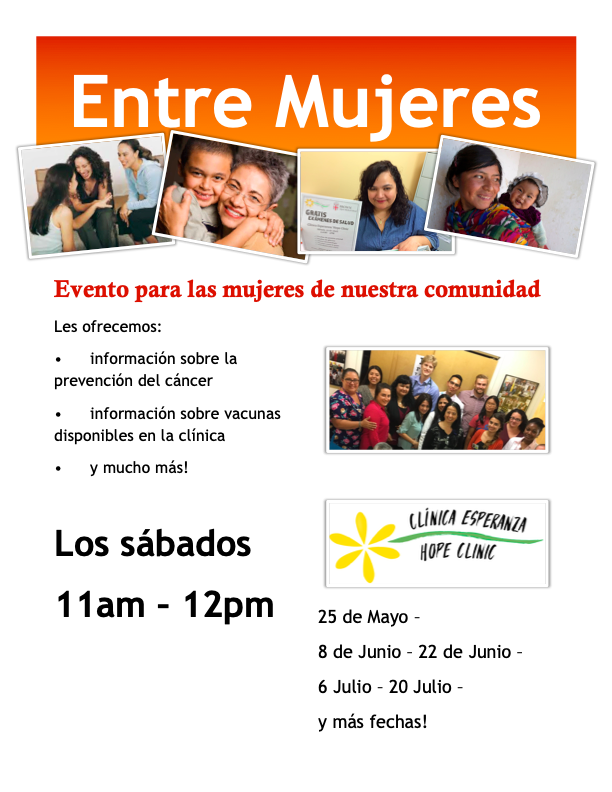 Entre Mujeres
GRATIS
EXÁMENES DE SALUD
Evento para las mujeres de nuestra comunidad
Les ofrecemos:
• información sobre la
prevención del cáncer
• información sobre vacunas
disponibles en la clínica
• y mucho más!
Los sábados
11am – 12pm
CLÍNICA ESPERANZA
HOPE CLINIC
25 de Mayo –
8 de Junio – 22 de Junio –
6 Julio – 20 Julio –
y más fechas!